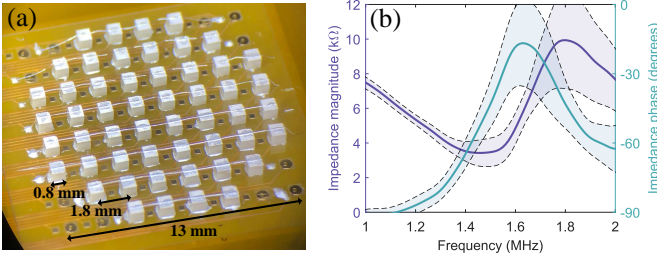 (a)
0.8 mm
1.8 mm
13 mm
(b)
Impedance magnitude (kΩ)
12
10
8
6
4
2
0
1
1.2
1.4
1.6
1.8
2
Frequency (MHz)
0
-30
-60
-90
Impedance phase (degrees)